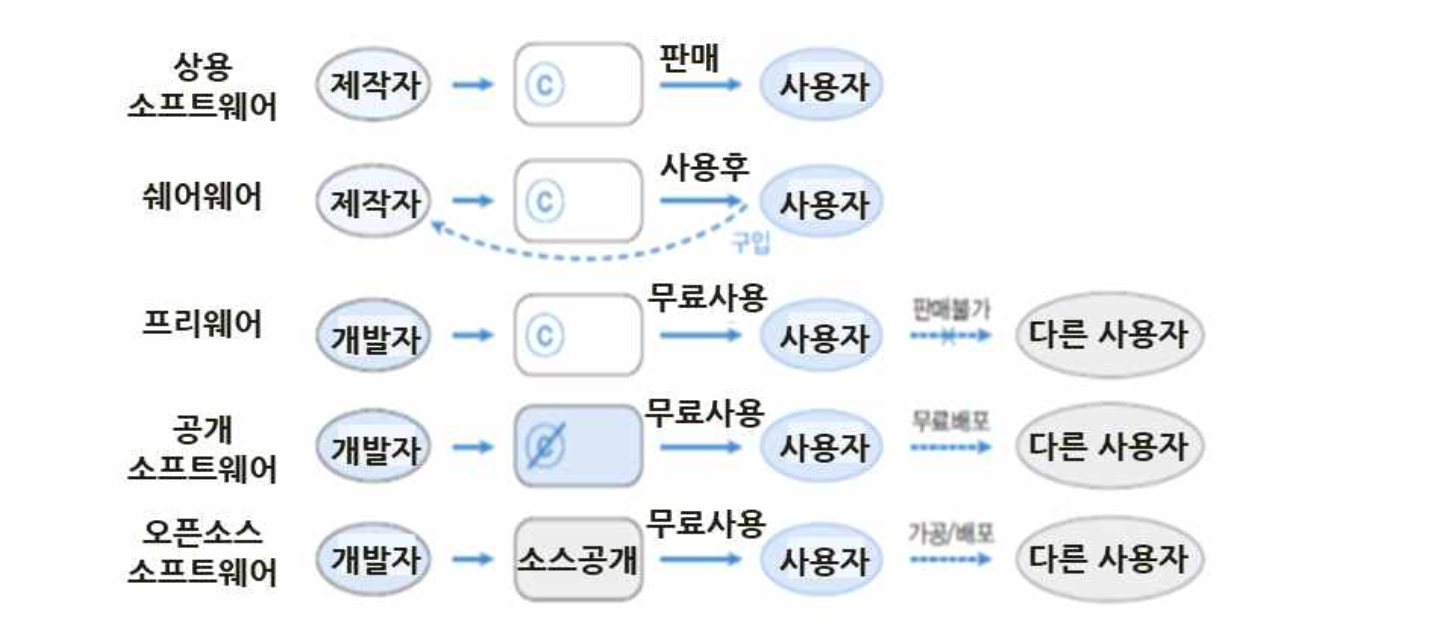 상용
소프트웨어
제작자
C
판매
사용자
쉐어웨어
제작자
C
사용후
사용자
구입
프리웨어
개발자
C
무료사용
사용자
판매불가
다른 사용자
공개
소프트웨어
개발자
C
무료사용
사용자
무료배포
다른 사용자
오픈소스
소프트웨어
개발자
소스공개
무료사용
사용자
가공/배포
다른 사용자